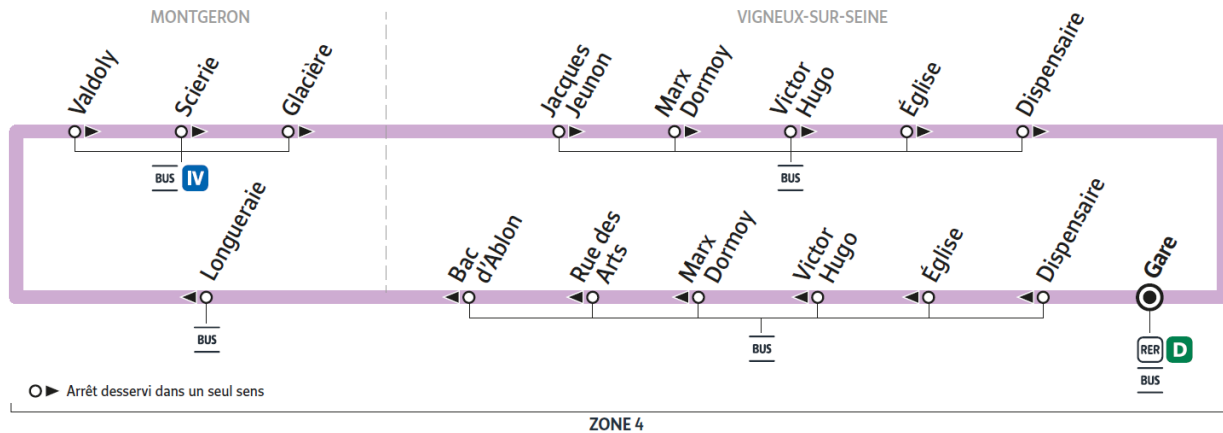 MONTGERON
VIGNEUX-SUR-SEINE
Valdoly
Scierie
Glacière
Jacques
Jeunon
Marx
Dormoy
Victor
Hugo
Église
Dispensaire
BUS IV
BUS
Longueraie
Bac
d'Ablon
Rue des
Arts
Marx
Dormoy
Victor
Hugo
Église
Dispensaire
Gare
BUS
BUS
RER D
BUS
Arrêt desservi dans un seul sens
ZONE 4